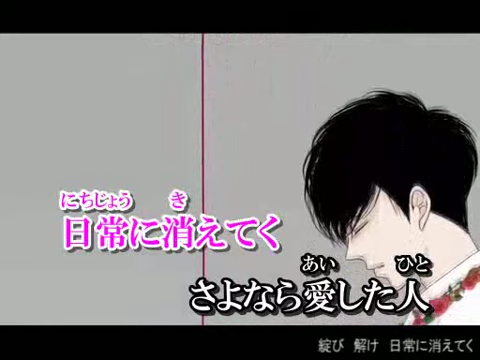 にちじょう き
日常に消えてく
あい ひと
さよなら愛した人
綻び 解け 日常に消えてく